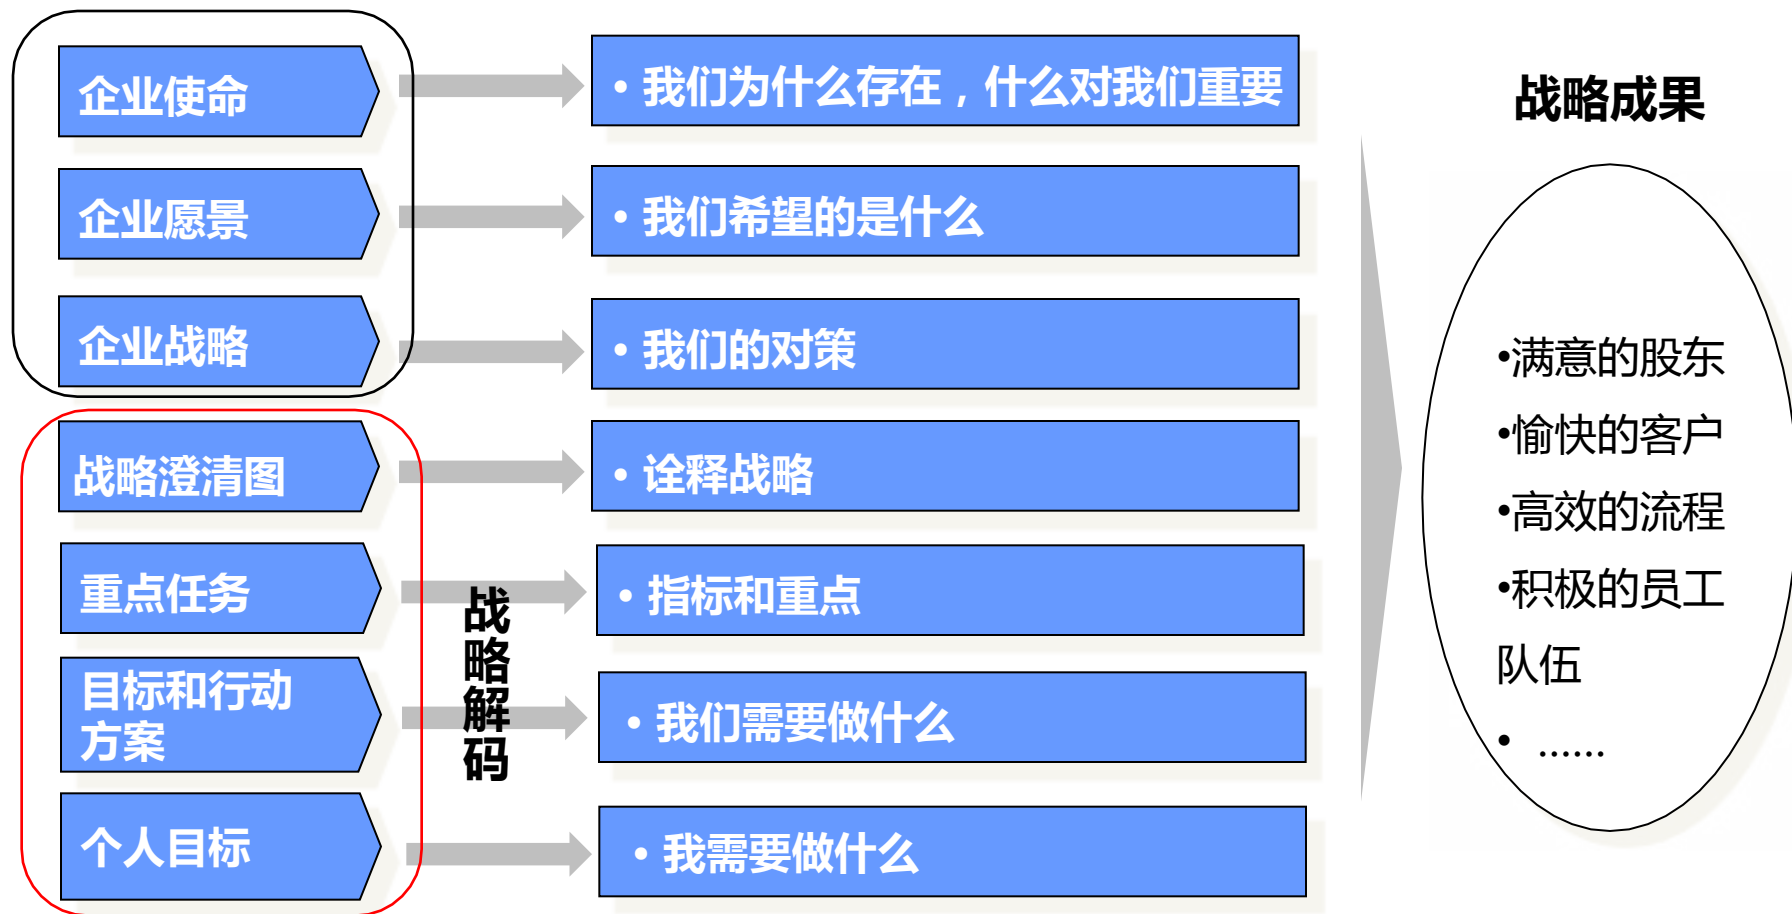 企业使命
• 我们为什么存在，什么对我们重要
企业愿景
• 我们希望的是什么
企业战略
• 我们的对策
战略澄清图
• 诠释战略
重点任务
• 指标和重点
目标和行动
方案
• 我们需要做什么
个人目标
• 我需要做什么
战略解码
战略成果
•满意的股东
•愉快的客户
•高效的流程
•积极的员工
队伍
• ……